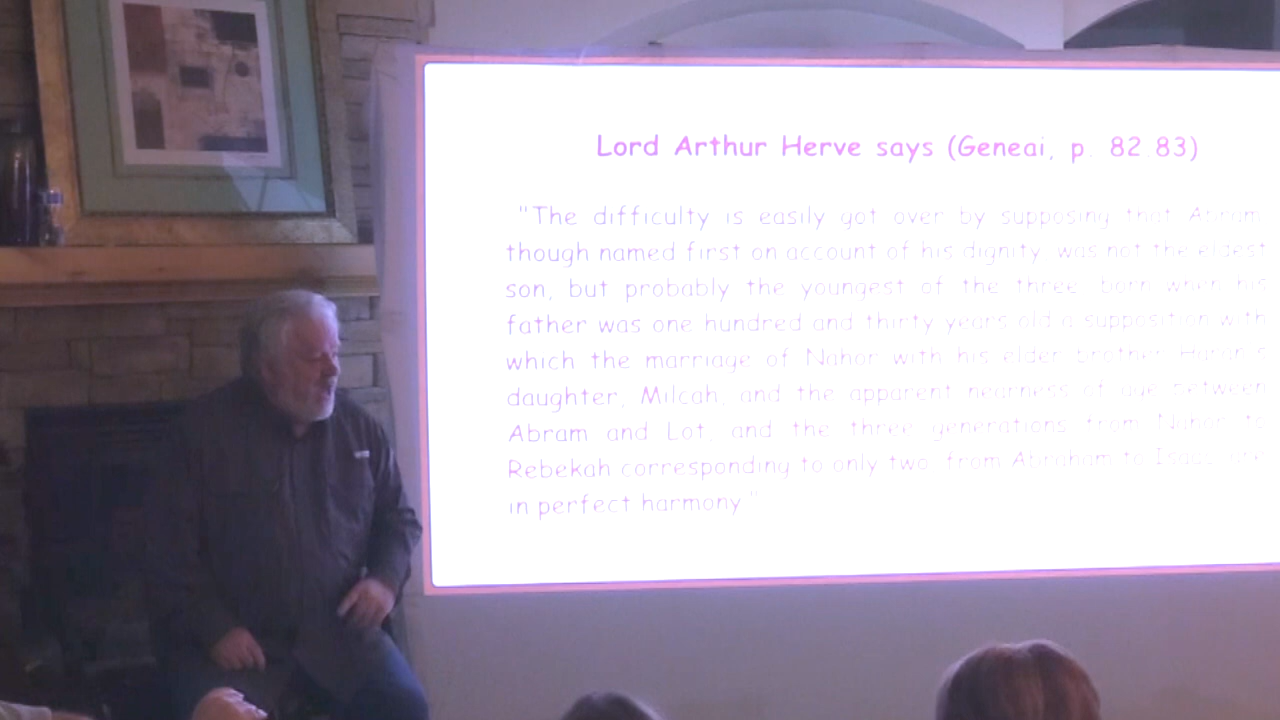 Lord Arthur Herve says (Geneai, p. 82 83)
"The difficulty is easily got over by supposing that Abram
though named first on account of his dignity was not the eldest
son, but probably the youngest of the three born when his
father was one hundred and thirty years old a supposition with
which the marriage of Nahor with his elder brother Haran's
daughter, Milcah, and the apparent nearness of age between
Abram and Lot, and the three generations from Nahor to
Rebekah corresponding to only two from Abraham to Isaac are
in perfect harmony"